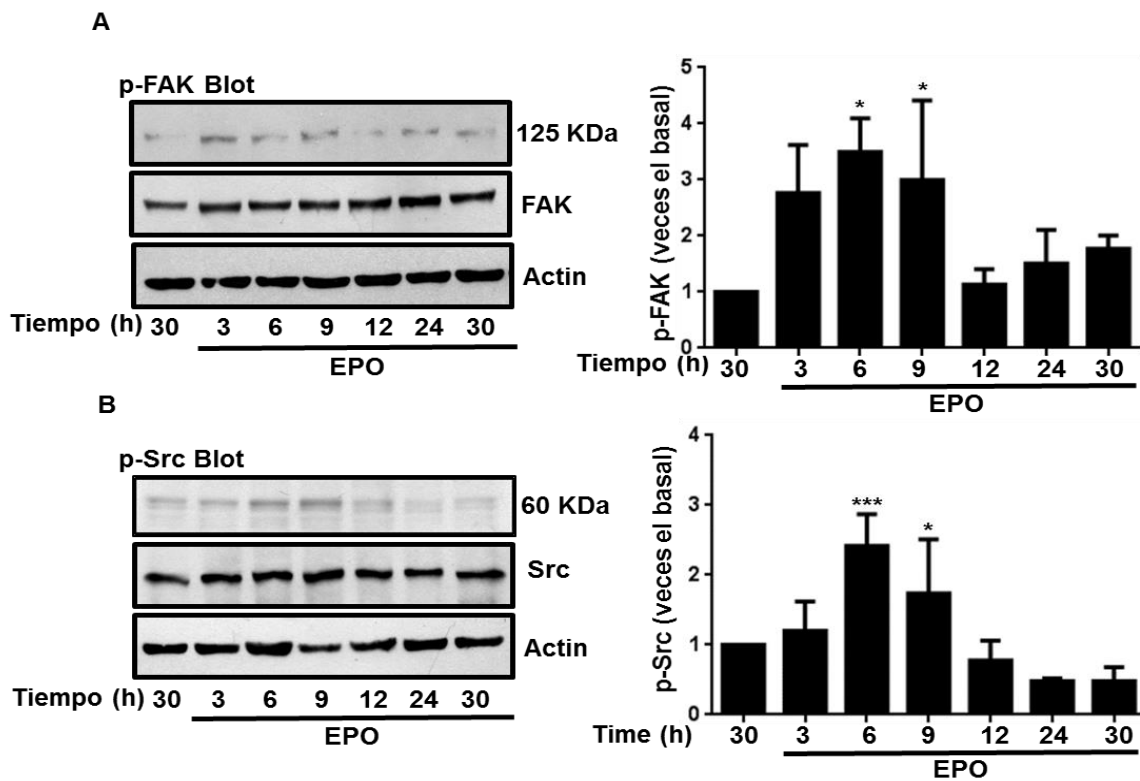 A
p-FAK Blot
125 KDa
FAK
Actin
Tiempo (h) 30 3 6 9 12 24 30
EPO
p-FAK (veces el basal)
5
4
3
2
1
0
* *
Tiempo (h) 30 3 6 9 12 24 30
EPO
B
p-Src Blot
60 KDa
Src
Actin
Tiempo (h) 30 3 6 9 12 24 30
EPO
p-Src (veces el basal)
4
3
2
1
0
*** *
Time (h) 30 3 6 9 12 24 30
EPO